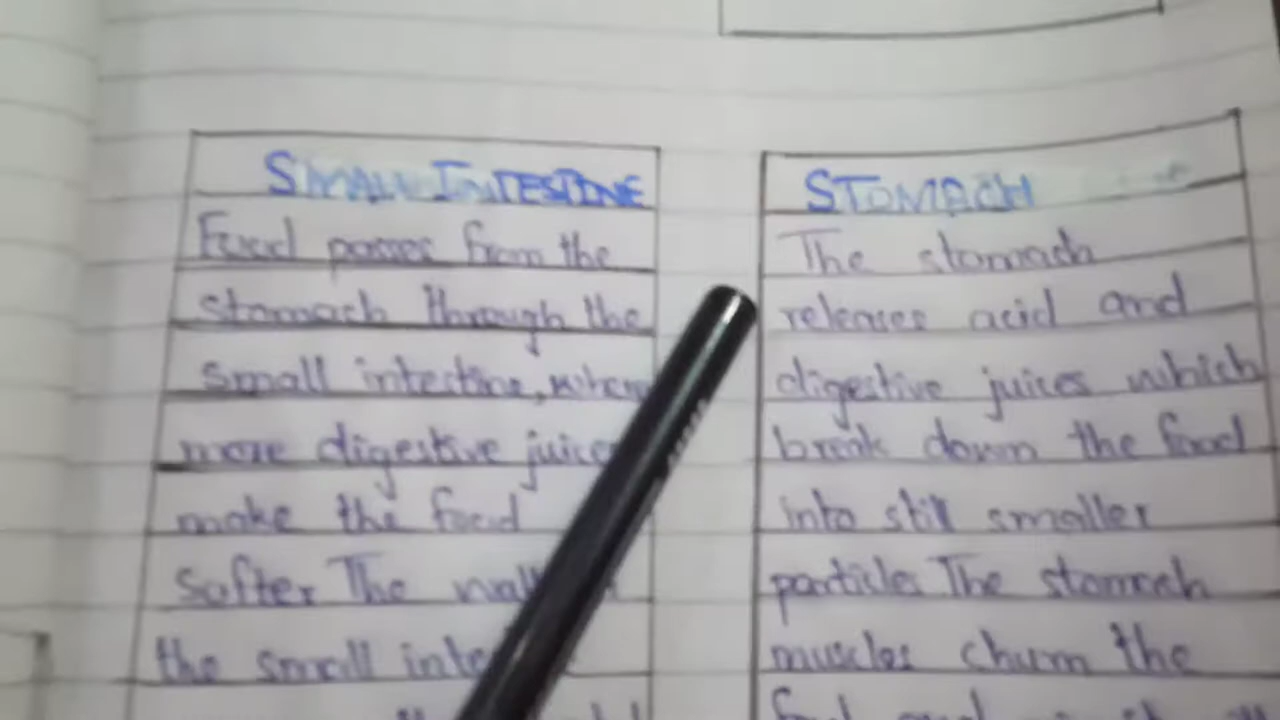 SMALL INTESTINE
Food passes from the
stomach through the
small intestine, where
more digestive juice
make the food
Softer The wall
the small inte
STOMACH
The stomach
releases acid and
digestive juices which
break down the food
into still smaller
particles The stomach
muscles churn the